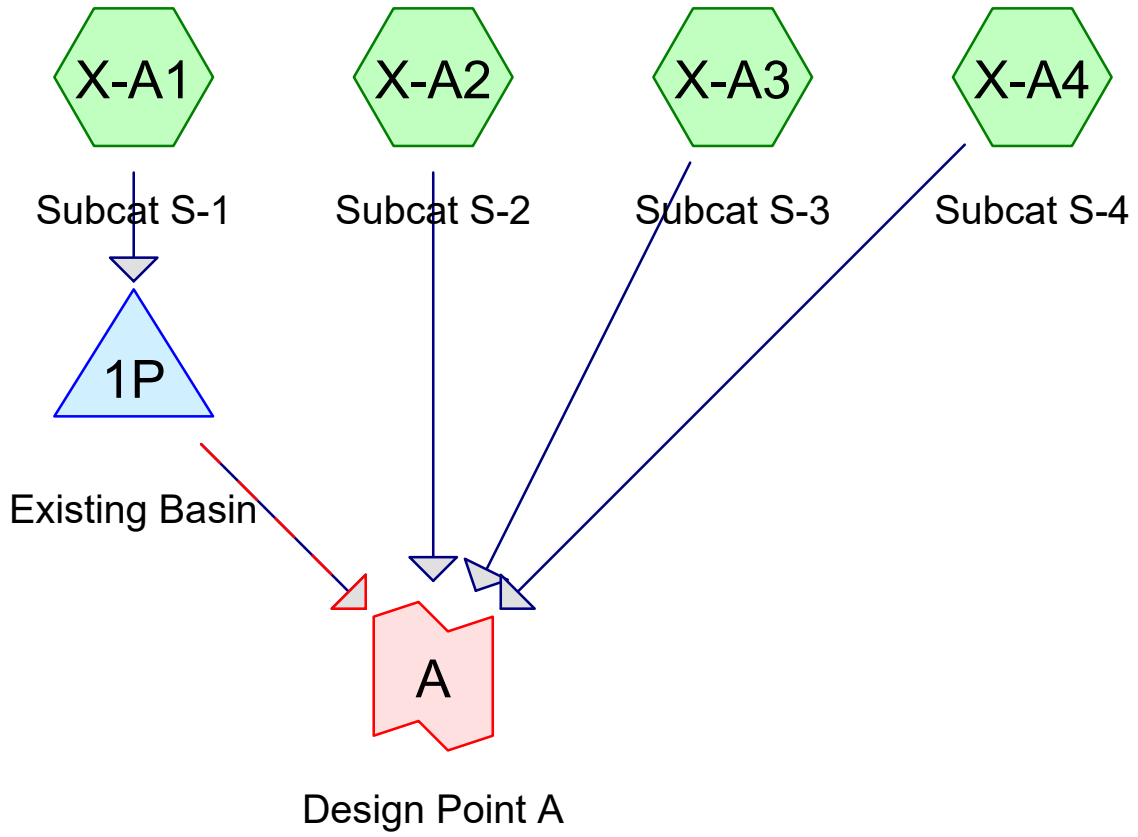 X-A1
X-A2
X-A3
X-A4
Subcat S-1
Subcat S-2
Subcat S-3
Subcat S-4
1P
Existing Basin
A
Design Point A